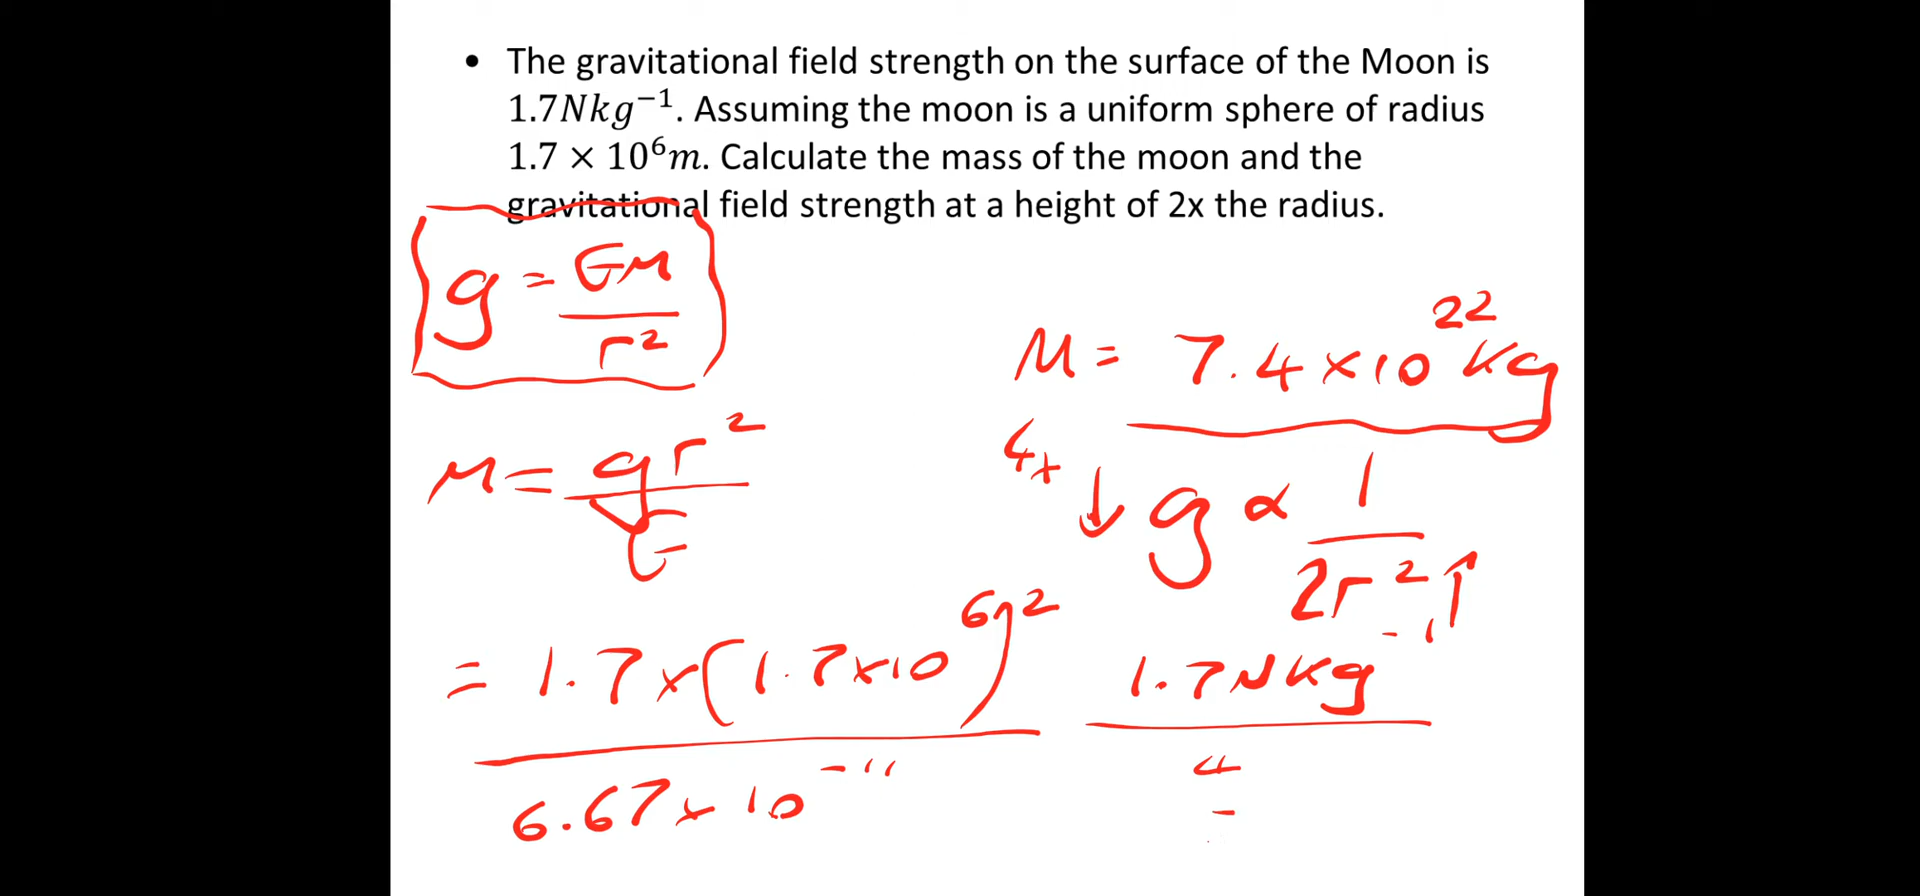 • The gravitational field strength on the surface of the Moon is
1.7Nkg⁻¹. Assuming the moon is a uniform sphere of radius
1.7 × 10⁶m. Calculate the mass of the moon and the
gravitational field strength at a height of 2x the radius.
g = GM / r²
M = gr² / G
= 1.7 × (1.7 × 10⁶)² / 6.67 × 10⁻¹¹
M = 7.4 × 10²² kg
4x ↓ g ∝ 1 / 2r² ↑
1.7 Nkg⁻¹ / 4
=